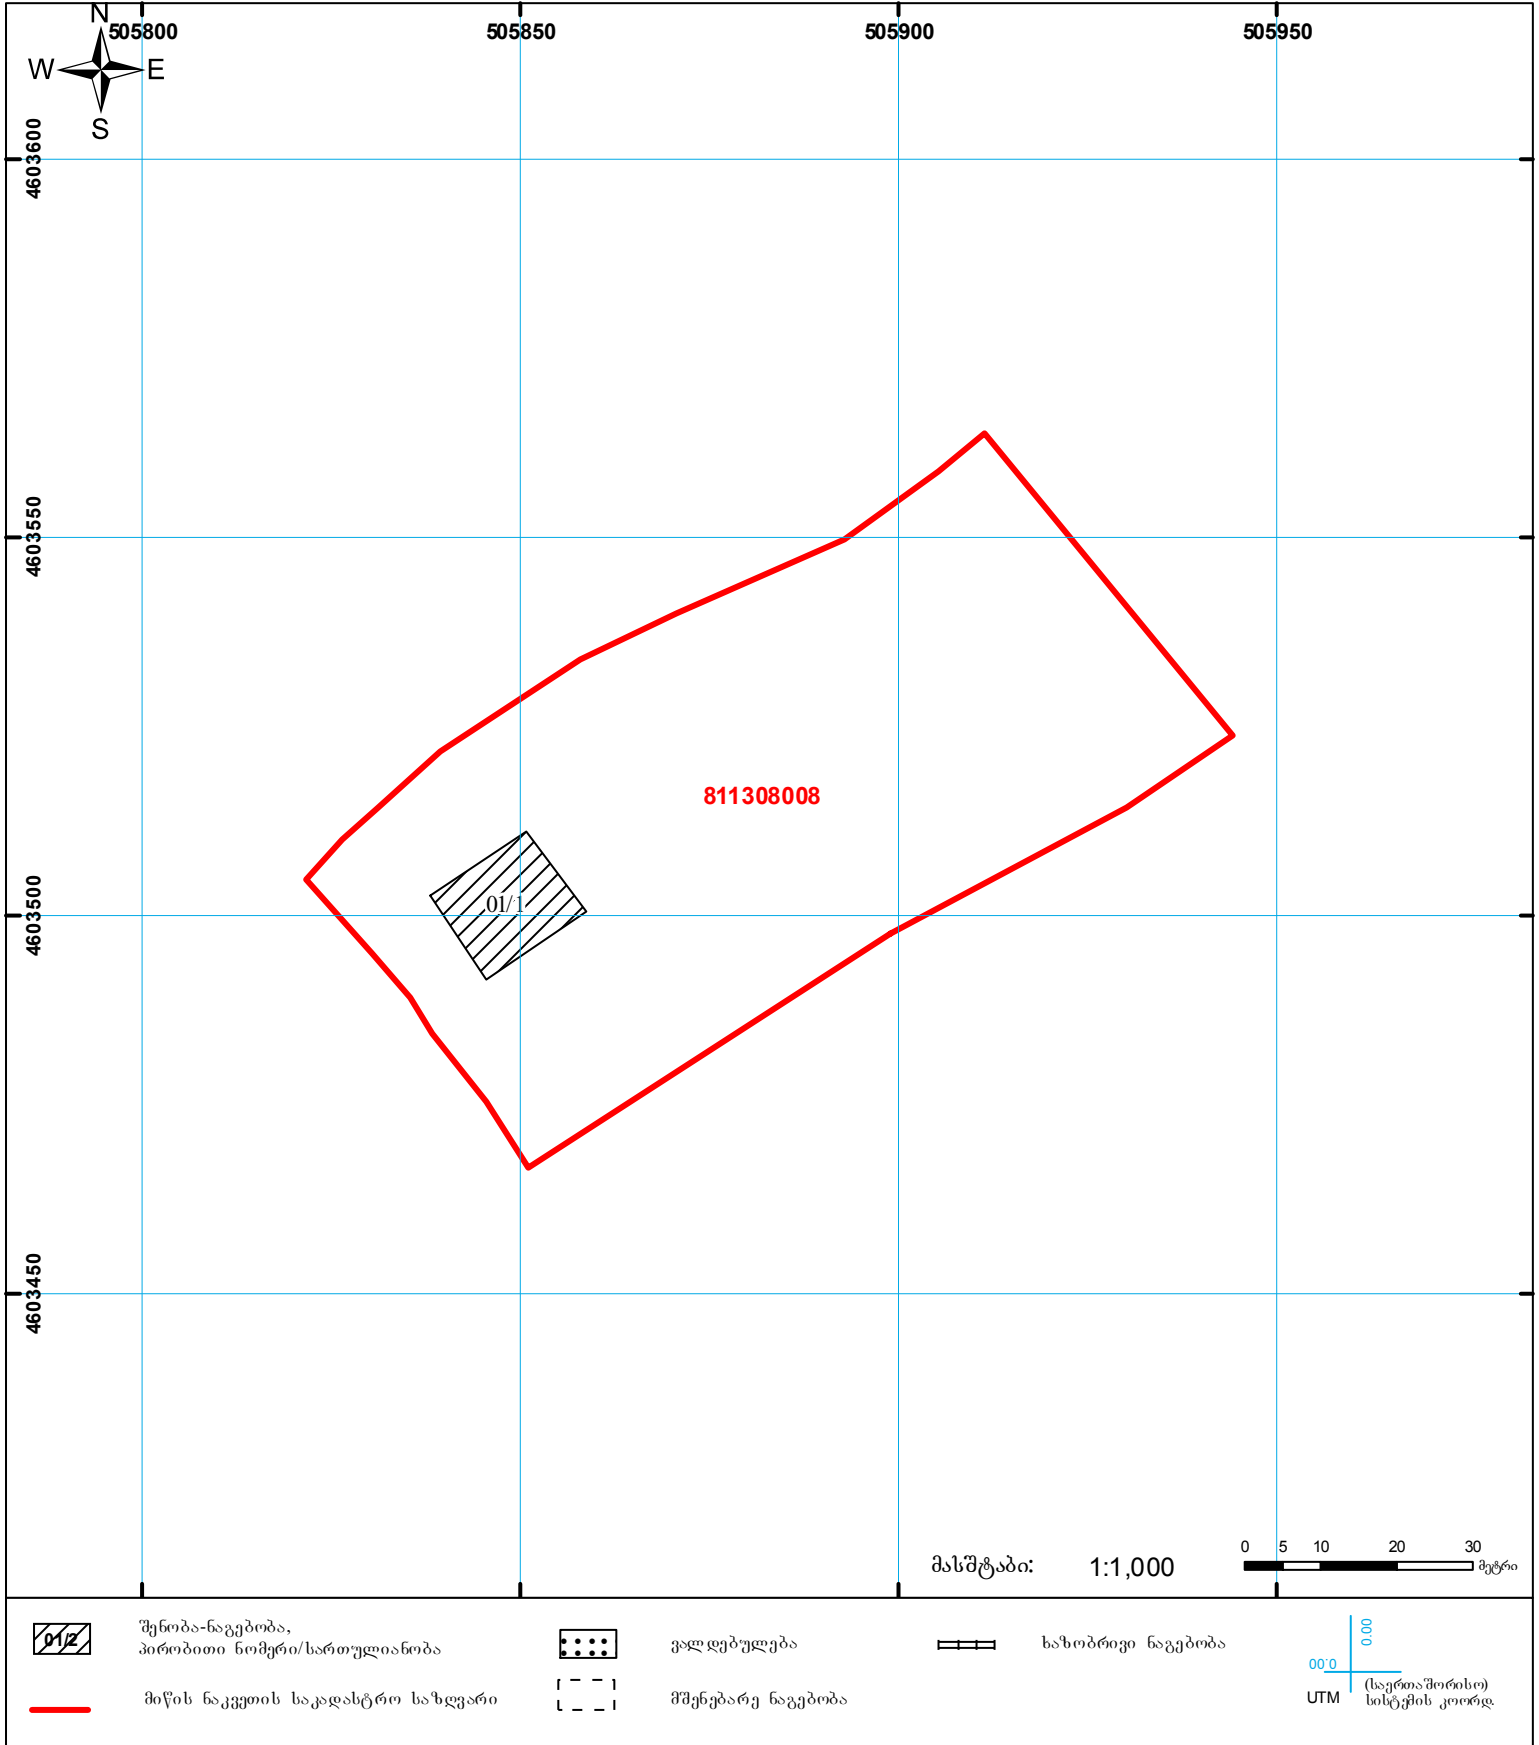 N
505800
505850
505900
505950
W
E
S
4603600
4603550
811308008
4603500
01/1
4603450
მასშტაბი:
1:1,000
0 5 10 20 30
მეტრი
01/2
შენობა-ნაგებობა,
პირობითი ნომერი/სართულიანობა
ვალდებულება
ხაზობრივი ნაგებობა
მიწის ნაკვეთის საკადასტრო საზღვარი
მშენებარე ნაგებობა
00.0
0.00
UTM
(საერთაშორისო)
სისტემის კოორდ.